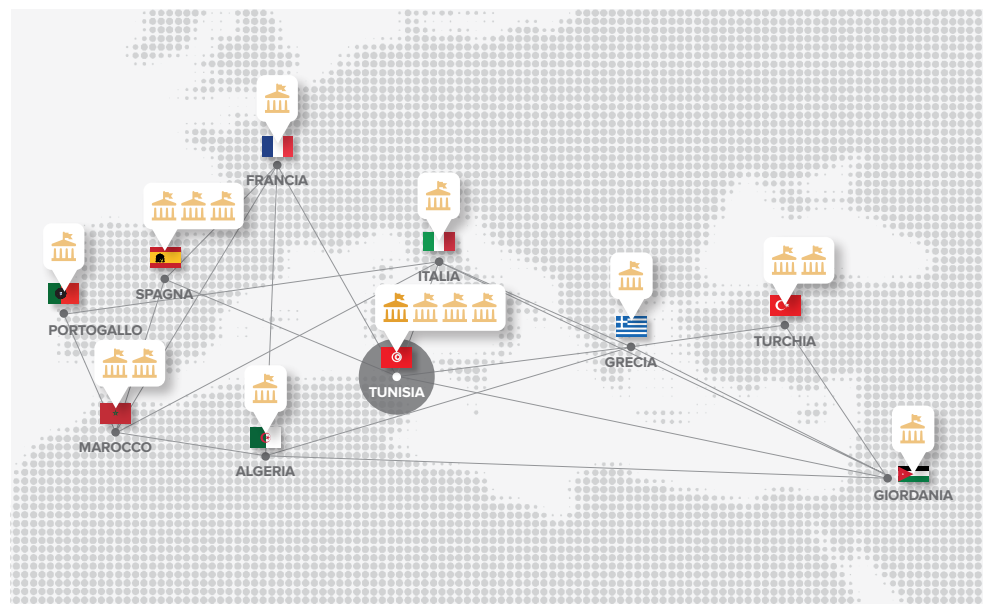 FRANCIA
ITALIA
SPAGNA
PORTOGALLO
TURCHIA
GRECIA
TUNISIA
MAROCCO
ALGERIA
GIORDANIA